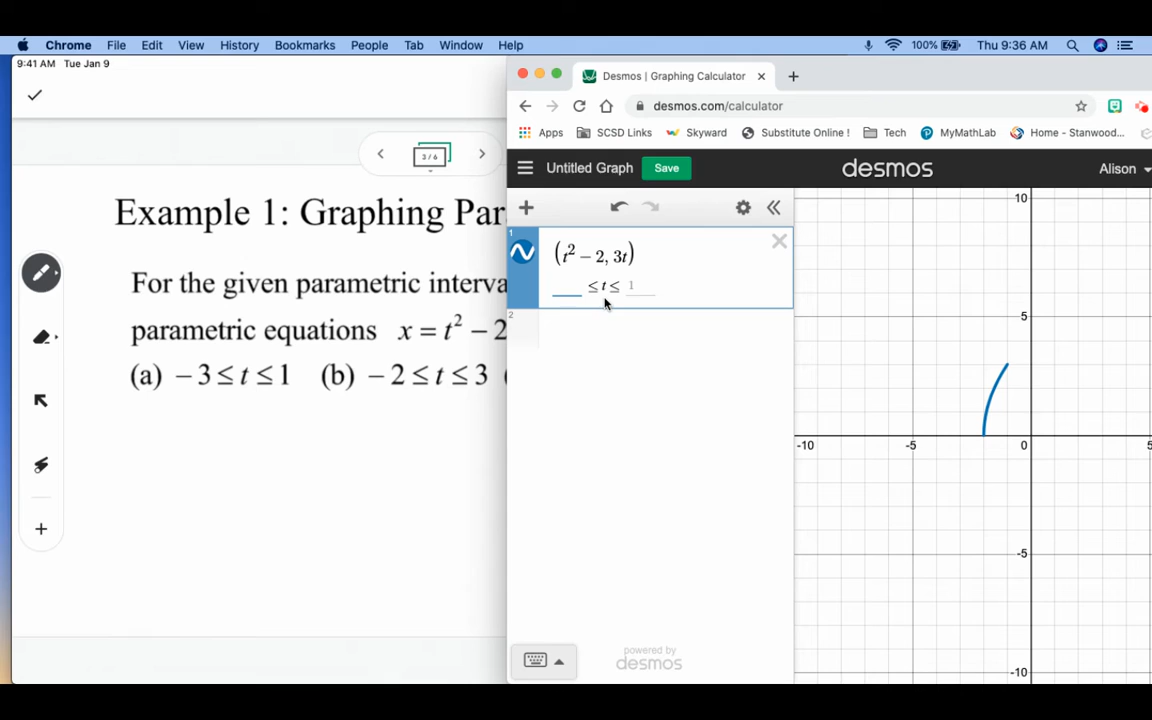 Chrome File Edit View History Bookmarks People Tab Window Help 100% Thu 9:36 AM
9:41 AM Tue Jan 9
Desmos | Graphing Calculator
desmos.com/calculator
Apps SCSD Links Skyward Substitute Online ! Tech MyMathLab Home - Stanwood...
3 / 6
Untitled Graph Save desmos Alison
Example 1: Graphing Par
For the given parametric interva
parametric equations x = t² − 2
(a) − 3 ≤ t ≤ 1 (b) − 2 ≤ t ≤ 3 (
1
(t² − 2, 3t)
≤ t ≤ 1
2
powered by
desmos
10
5
-10 -5 0 5
-5
-10